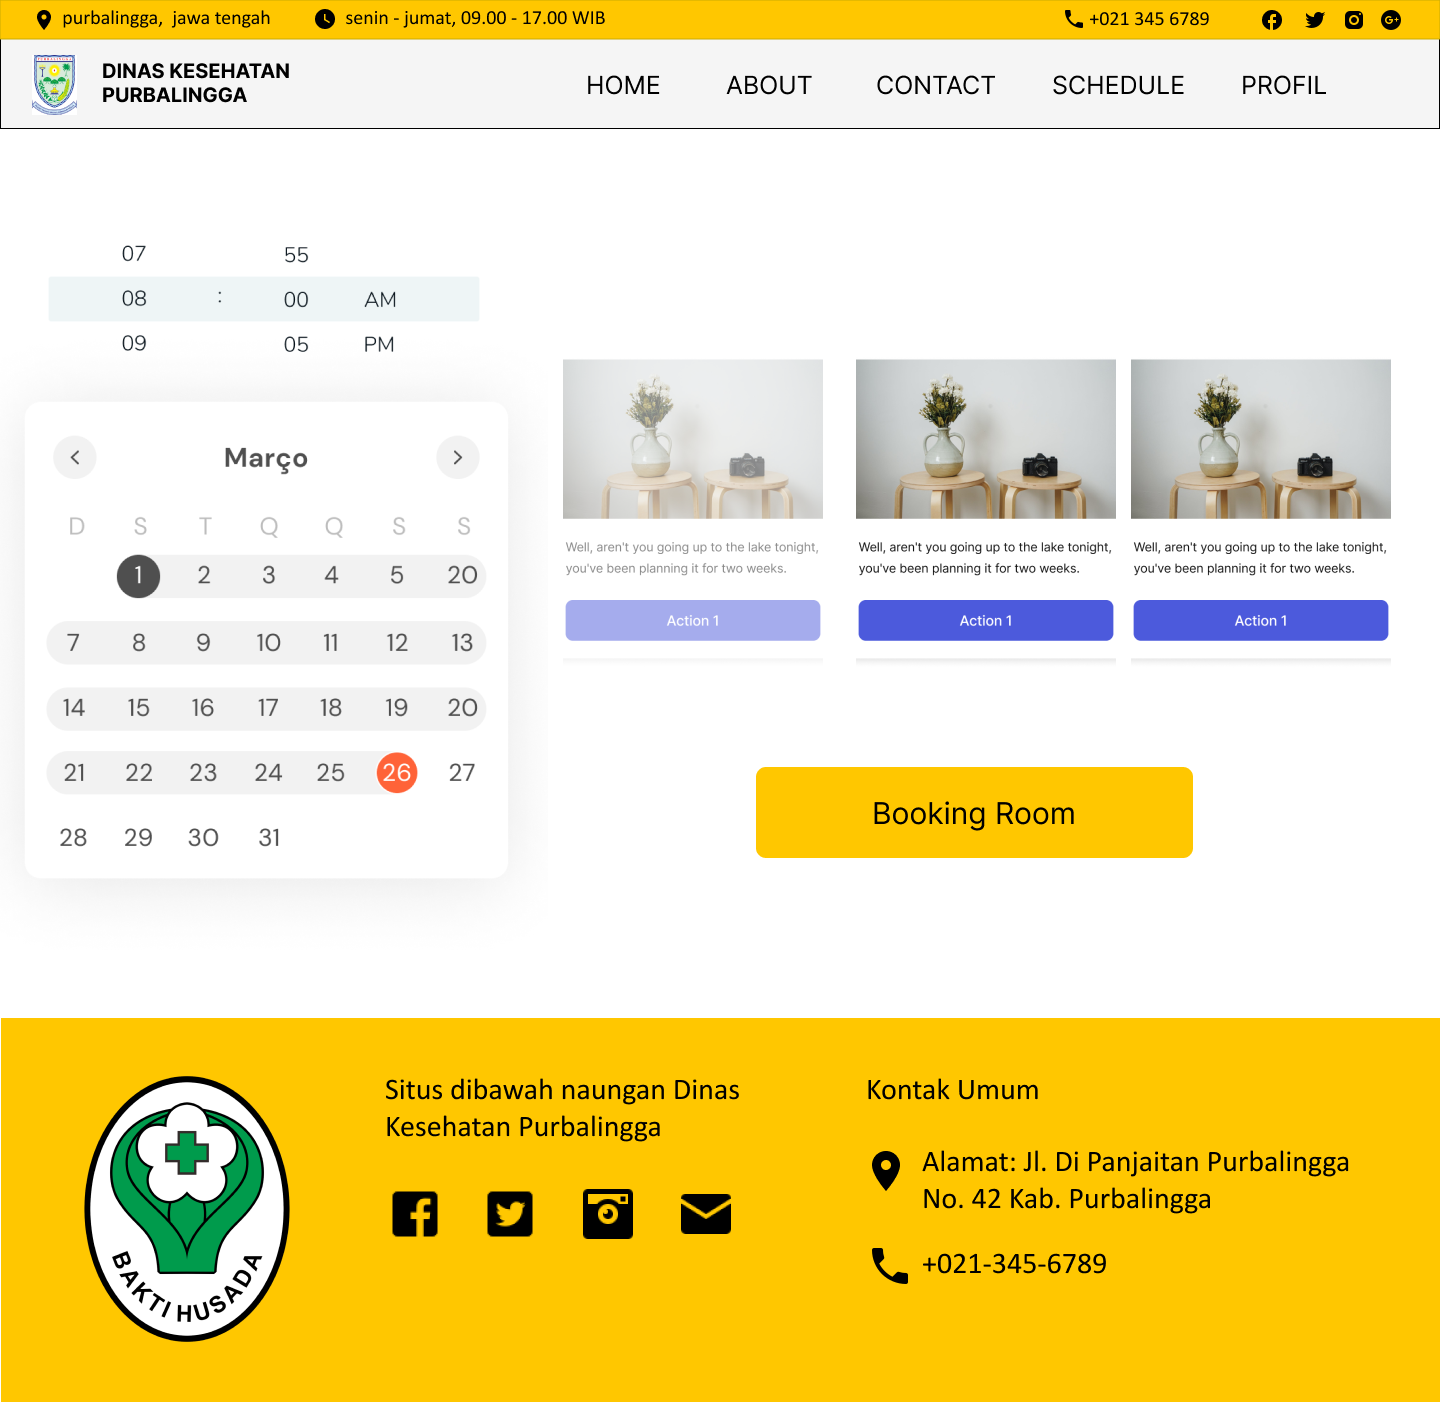 purbalingga, jawa tengah
senin - jumat, 09.00 - 17.00 WIB
+021 345 6789
DINAS KESEHATAN
PURBALINGGA
HOME
ABOUT
CONTACT
SCHEDULE
PROFIL
07 55
08 : 00 AM
09 05 PM
Março
D S T Q Q S S
1 2 3 4 5 20
7 8 9 10 11 12 13
14 15 16 17 18 19 20
21 22 23 24 25 26 27
28 29 30 31
Well, aren't you going up to the lake tonight,
you've been planning it for two weeks.
Action 1
Well, aren't you going up to the lake tonight,
you've been planning it for two weeks.
Action 1
Well, aren't you going up to the lake tonight,
you've been planning it for two weeks.
Action 1
Booking Room
BAKTI HUSADA
Situs dibawah naungan Dinas
Kesehatan Purbalingga
Kontak Umum
Alamat: Jl. Di Panjaitan Purbalingga
No. 42 Kab. Purbalingga
+021-345-6789